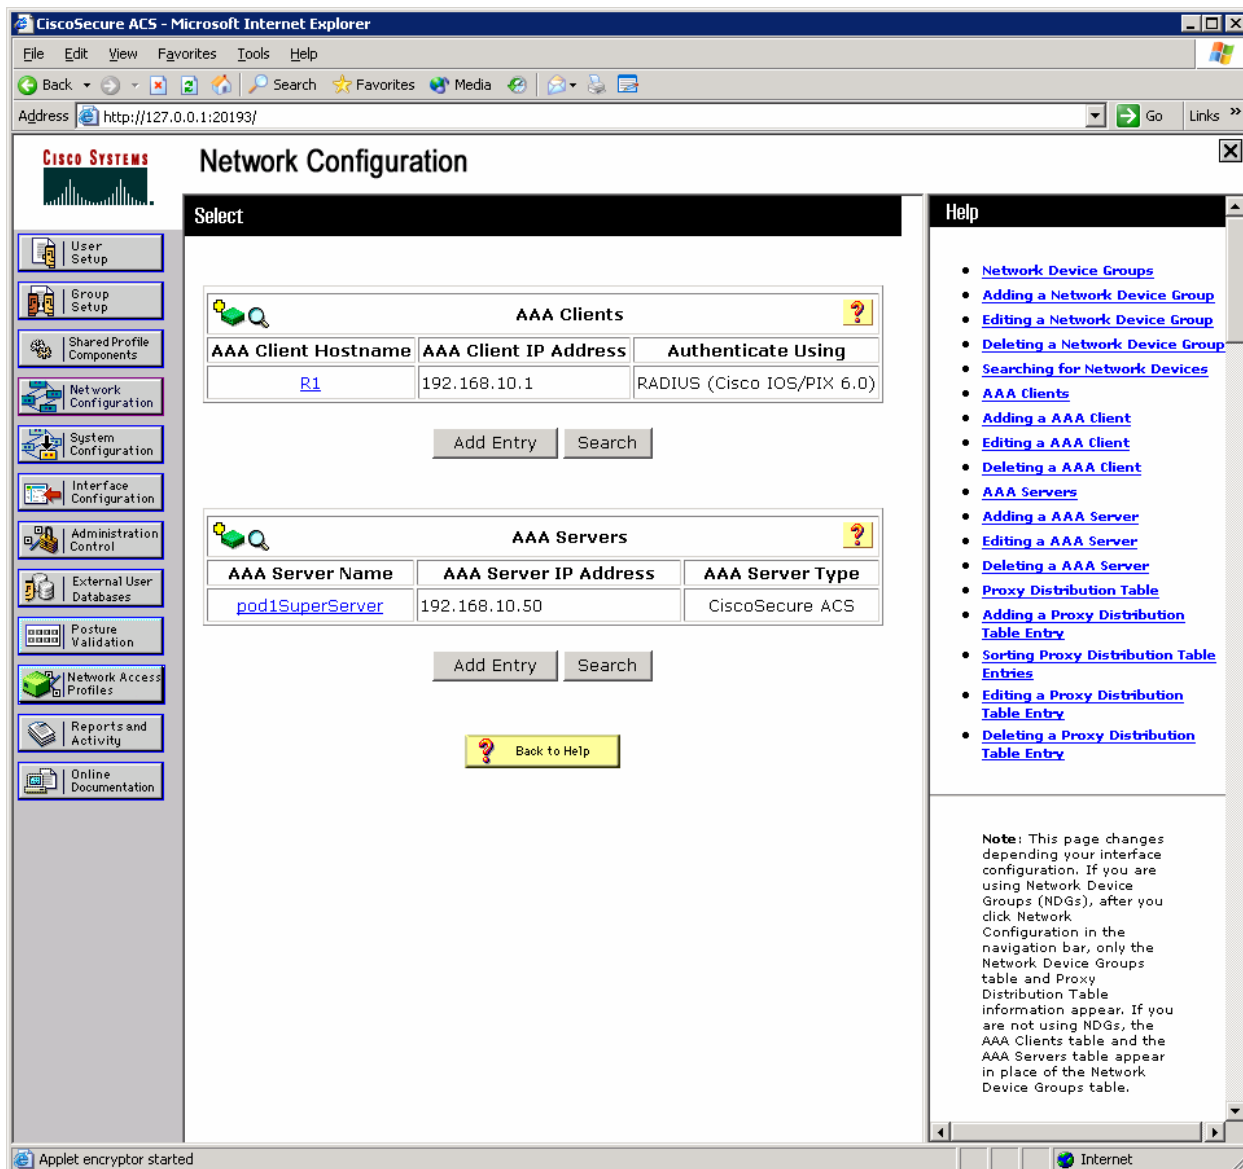 CiscoSecure ACS - Microsoft Internet Explorer
File Edit View Favorites Tools Help
Back Search Favorites Media
Address http://127.0.0.1:20193/ Go Links »
CISCO SYSTEMS
Network Configuration
User
Setup
Group
Setup
Shared Profile
Components
Network
Configuration
System
Configuration
Interface
Configuration
Administration
Control
External User
Databases
Posture
Validation
Network Access
Profiles
Reports and
Activity
Online
Documentation
Select
AAA Clients ?
AAA Client Hostname AAA Client IP Address Authenticate Using
R1 192.168.10.1 RADIUS (Cisco IOS/PIX 6.0)
Add Entry Search
AAA Servers ?
AAA Server Name AAA Server IP Address AAA Server Type
pod1SuperServer 192.168.10.50 CiscoSecure ACS
Add Entry Search
? Back to Help
Help
• Network Device Groups
• Adding a Network Device Group
• Editing a Network Device Group
• Deleting a Network Device Group
• Searching for Network Devices
• AAA Clients
• Adding a AAA Client
• Editing a AAA Client
• Deleting a AAA Client
• AAA Servers
• Adding a AAA Server
• Editing a AAA Server
• Deleting a AAA Server
• Proxy Distribution Table
• Adding a Proxy Distribution
Table Entry
• Sorting Proxy Distribution Table
Entries
• Editing a Proxy Distribution
Table Entry
• Deleting a Proxy Distribution
Table Entry
Note: This page changes
depending your interface
configuration. If you are
using Network Device
Groups (NDGs), after you
click Network
Configuration in the
navigation bar, only the
Network Device Groups
table and Proxy
Distribution Table
information appear. If you
are not using NDGs, the
AAA Clients table and the
AAA Servers table appear
in place of the Network
Device Groups table.
Applet encryptor started Internet